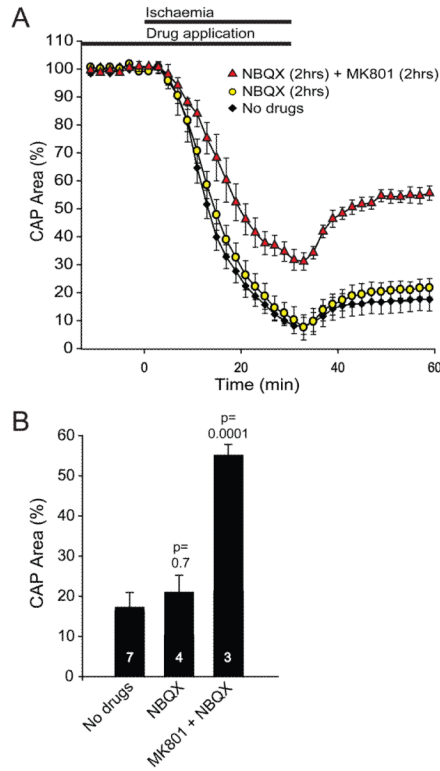 A
Ischaemia
Drug application
110
100
90
80
70
60
50
40
30
20
10
0
CAP Area (%)
NBQX (2hrs) + MK801 (2hrs)
NBQX (2hrs)
No drugs
0
20
40
60
Time (min)
B
60
50
40
30
20
10
0
CAP Area (%)
p=
0.0001
p=
0.7
7
4
3
No drugs
NBQX
MK801 + NBQX